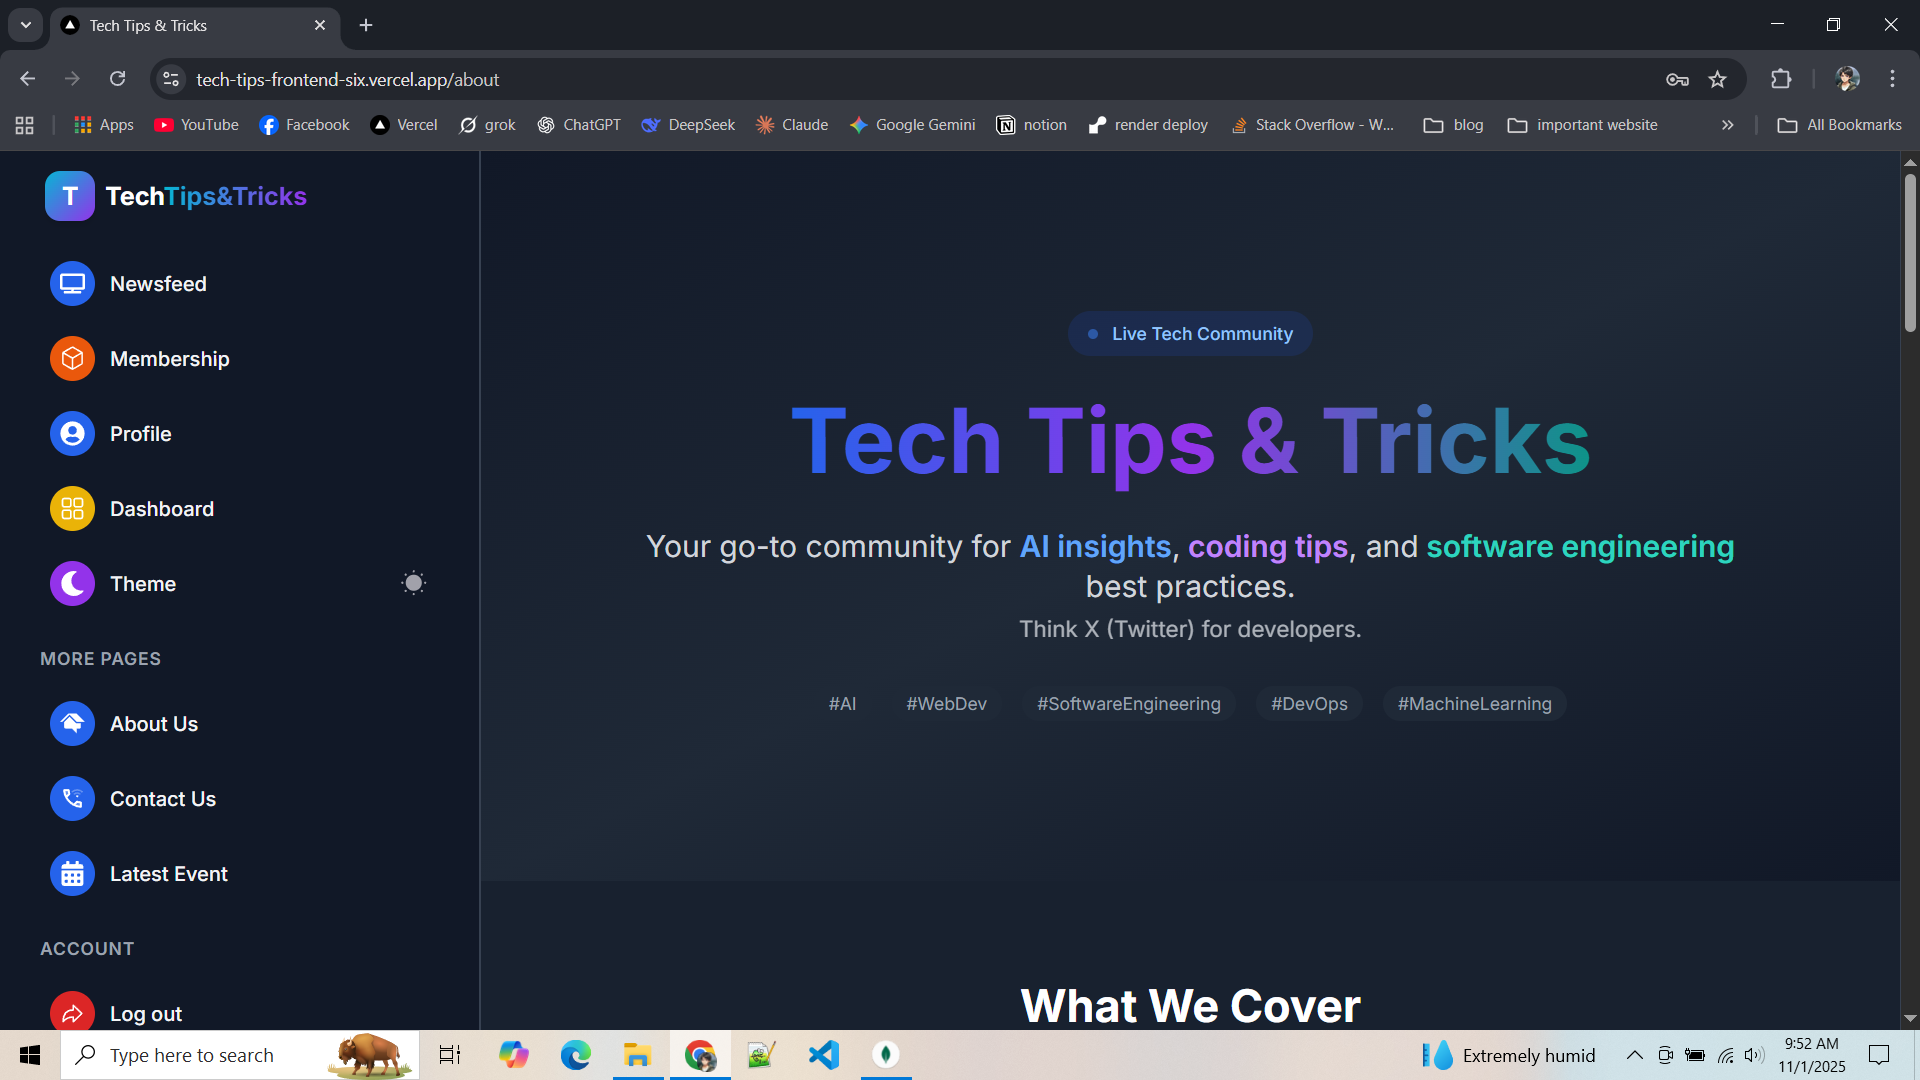 Tech Tips & Tricks
tech-tips-frontend-six.vercel.app/about
Apps
YouTube
Facebook
Vercel
grok
ChatGPT
DeepSeek
Claude
Google Gemini
notion
render deploy
Stack Overflow - W...
blog
important website
All Bookmarks
T
TechTips&Tricks
Newsfeed
Membership
Profile
Dashboard
Theme
MORE PAGES
About Us
Contact Us
Latest Event
ACCOUNT
Log out
Live Tech Community
Tech Tips & Tricks
Your go-to community for AI insights, coding tips, and software engineering
best practices.
Think X (Twitter) for developers.
#AI
#WebDev
#SoftwareEngineering
#DevOps
#MachineLearning
What We Cover
Type here to search
Extremely humid
9:52 AM
11/1/2025